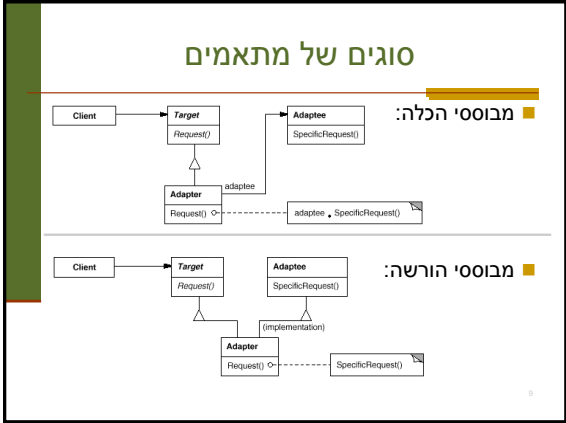 סוגים של מתאמים
מבוססי הכלה:
Client
Target
Request()
Adaptee
SpecificRequest()
adaptee
Adapter
Request()
adaptee . SpecificRequest()
מבוססי הורשה:
Client
Target
Request()
Adaptee
SpecificRequest()
(implementation)
Adapter
Request()
SpecificRequest()
9